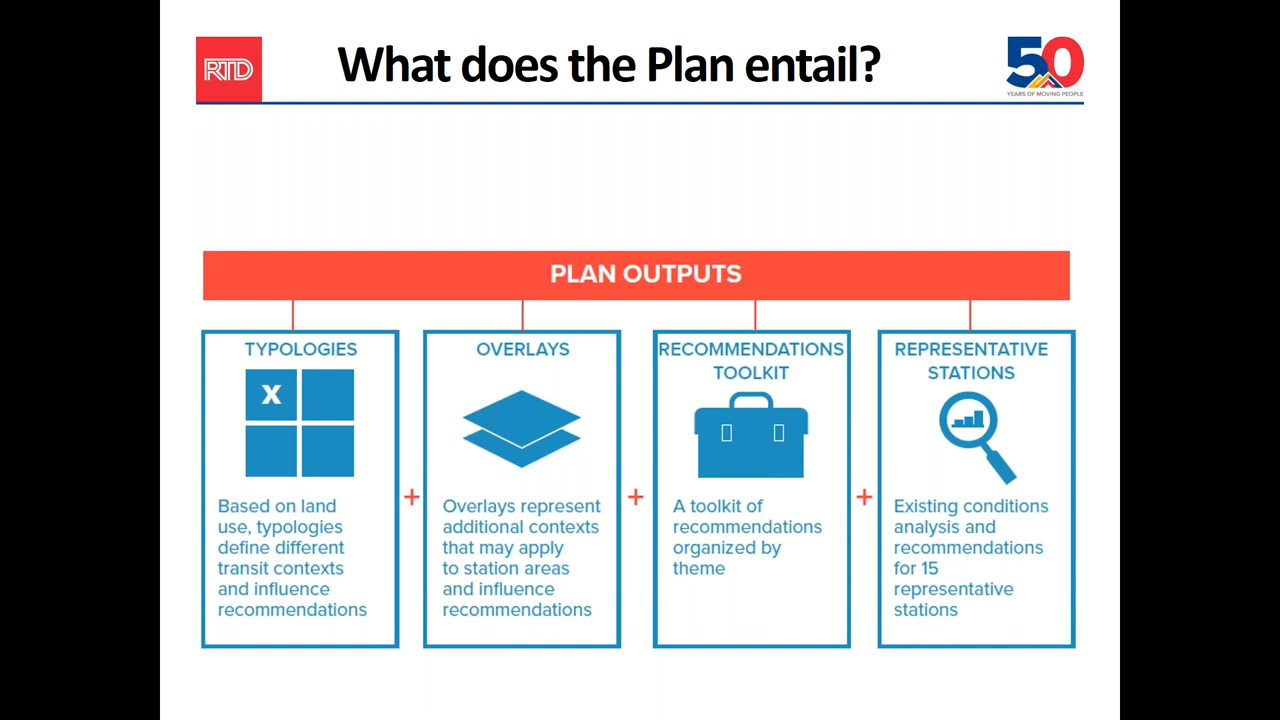 RTD
What does the Plan entail?
50
YEARS OF MOVING PEOPLE
PLAN OUTPUTS
TYPOLOGIES
X
Based on land
use, typologies
define different
transit contexts
and influence
recommendations
+
OVERLAYS
Overlays represent
additional contexts
that may apply
to station areas
and influence
recommendations
+
RECOMMENDATIONS
TOOLKIT
A toolkit of
recommendations
organized by
theme
+
REPRESENTATIVE
STATIONS
Existing conditions
analysis and
recommendations
for 15
representative
stations